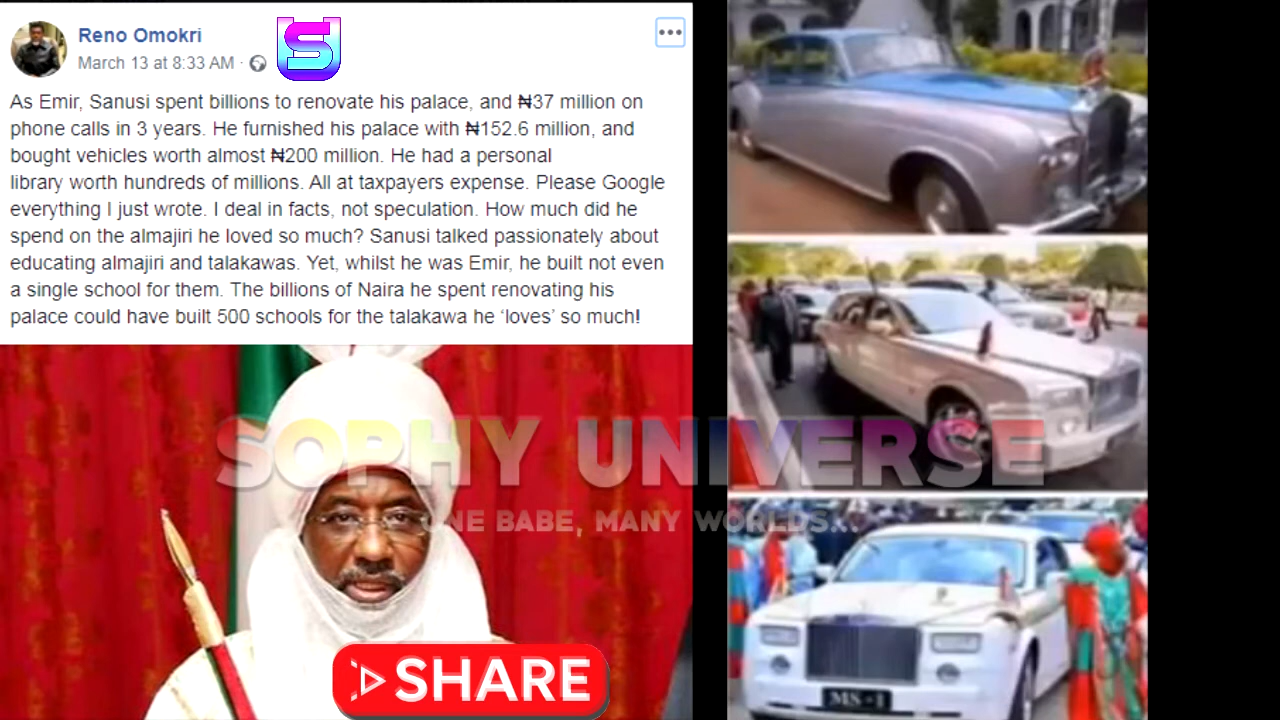 Reno Omokri
March 13 at 8:33 AM ·
S
As Emir, Sanusi spent billions to renovate his palace, and ₦37 million on
phone calls in 3 years. He furnished his palace with ₦152.6 million, and
bought vehicles worth almost ₦200 million. He had a personal
library worth hundreds of millions. All at taxpayers expense. Please Google
everything I just wrote. I deal in facts, not speculation. How much did he
spend on the almajiri he loved so much? Sanusi talked passionately about
educating almajiri and talakawas. Yet, whilst he was Emir, he built not even
a single school for them. The billions of Naira he spent renovating his
palace could have built 500 schools for the talakawa he ‘loves’ so much!
SOPHY UNIVERSE
ONE BABE, MANY WORLDS...
SHARE
MS-1